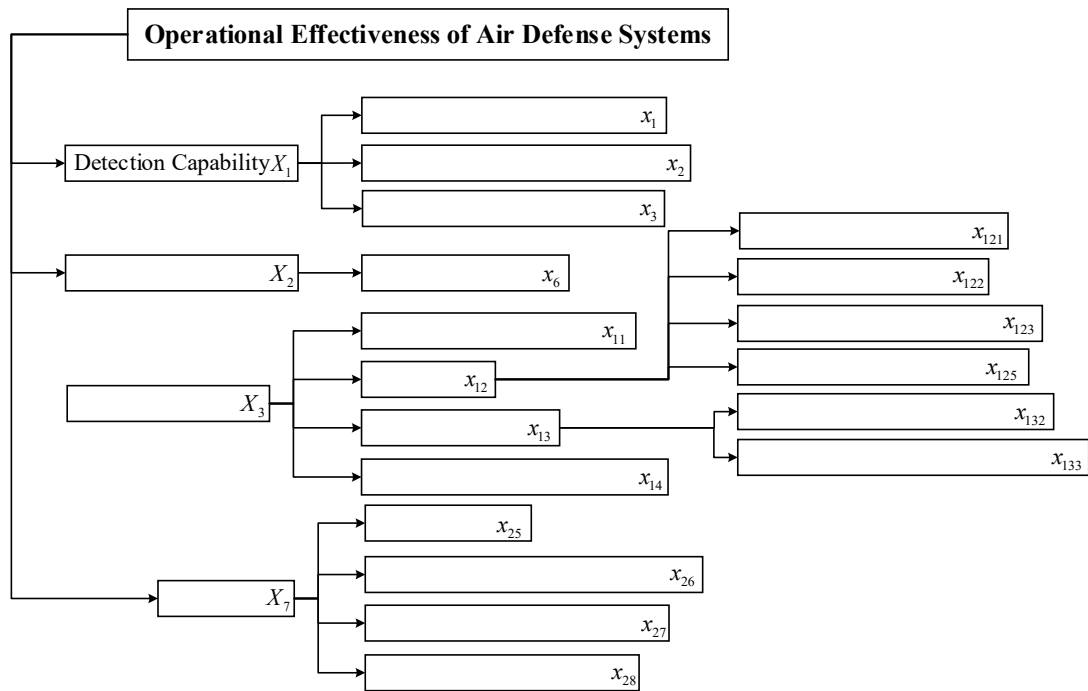 Operational Effectiveness of Air Defense Systems
x₁
Detection Capability X₁
x₂
x₃
x₁₂₁
X₂
x₆
x₁₂₂
x₁₁
x₁₂₃
x₁₂
x₁₂₅
X₃
x₁₃
x₁₃₂
x₁₄
x₁₃₃
x₂₅
X₇
x₂₆
x₂₇
x₂₈